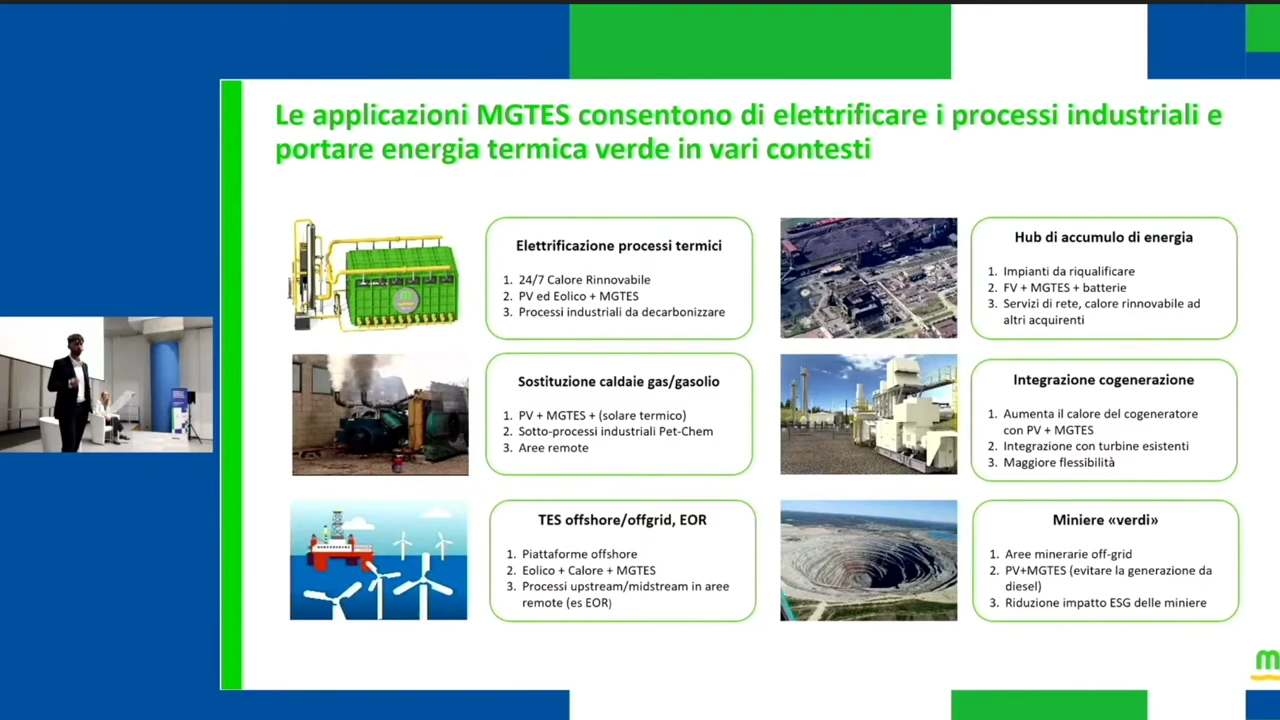 Le applicazioni MGTES consentono di elettrificare i processi industriali e
portare energia termica verde in vari contesti
Elettrificazione processi termici
1. 24/7 Calore Rinnovabile
2. PV ed Eolico + MGTES
3. Processi industriali da decarbonizzare
Hub di accumulo di energia
1. Impianti da riqualificare
2. FV + MGTES + batterie
3. Servizi di rete, calore rinnovabile ad
altri acquirenti
Sostituzione caldaie gas/gasolio
1. PV + MGTES + (solare termico)
2. Sotto-processi industriali Pet-Chem
3. Aree remote
Integrazione cogenerazione
1. Aumenta il calore del cogeneratore
con PV + MGTES
2. Integrazione con turbine esistenti
3. Maggiore flessibilità
TES offshore/offgrid, EOR
1. Piattaforme offshore
2. Eolico + Calore + MGTES
3. Processi upstream/midstream in aree
remote (es EOR)
Miniere «verdi»
1. Aree minerarie off-grid
2. PV+MGTES (evitare la generazione da
diesel)
3. Riduzione impatto ESG delle miniere
m